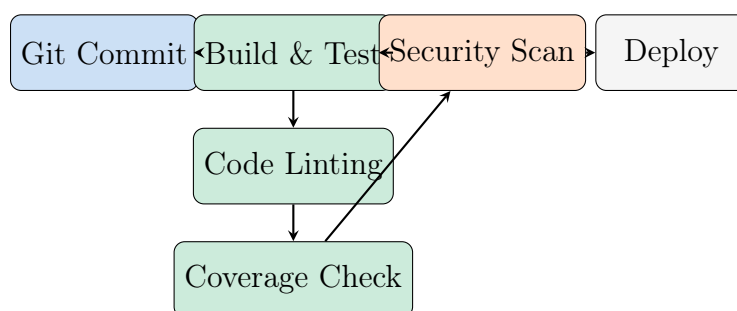 Git Commit
Build & Test
Security Scan
Deploy
Code Linting
Coverage Check